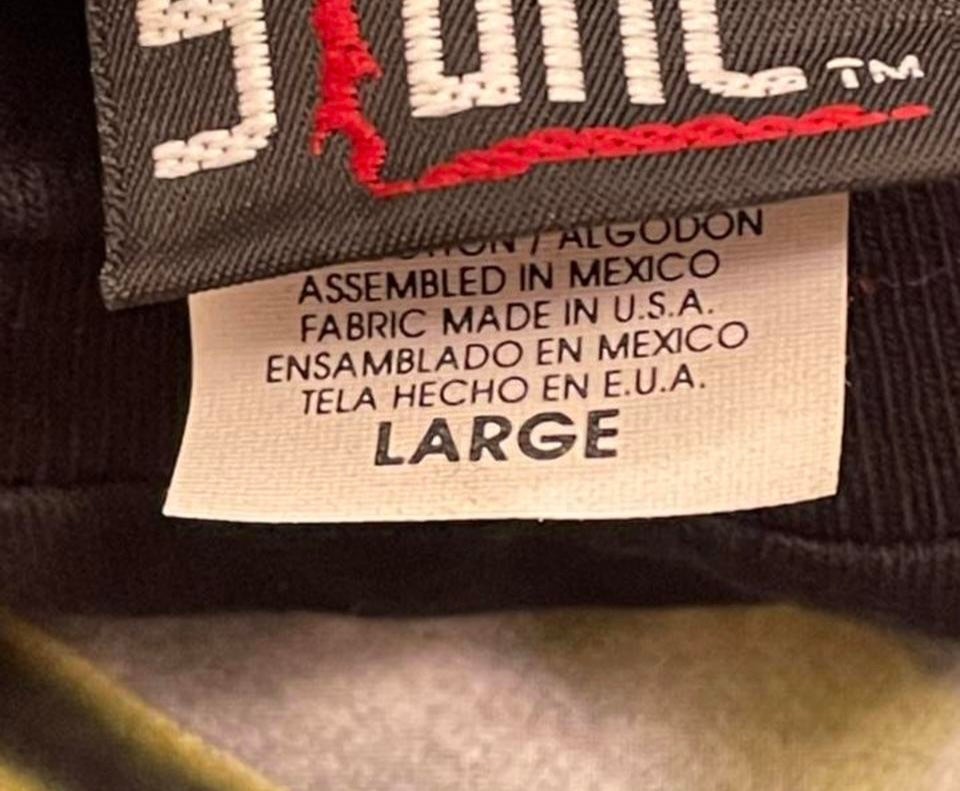 TM
/ ALGODON
ASSEMBLED IN MEXICO
FABRIC MADE IN U.S.A.
ENSAMBLADO EN MEXICO
TELA HECHO EN E.U.A.
LARGE